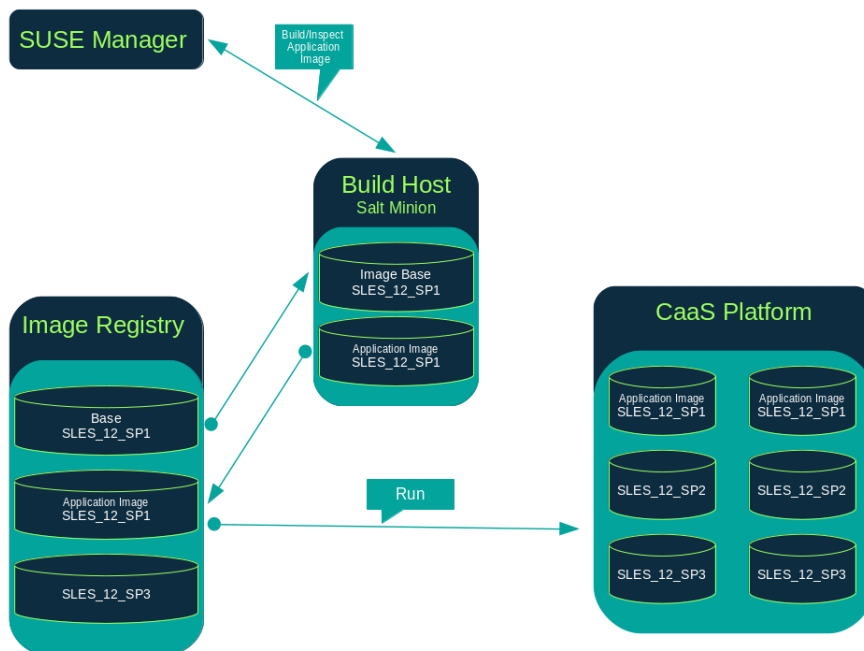 SUSE Manager
Build/Inspect
Application
Image
Build Host
Salt Minion
Image Base
SLES_12_SP1
Application Image
SLES_12_SP1
Image Registry
Base
SLES_12_SP1
Application Image
SLES_12_SP1
SLES_12_SP3
Run
CaaS Platform
Application Image
SLES_12_SP1
Application Image
SLES_12_SP1
SLES_12_SP2
SLES_12_SP2
SLES_12_SP3
SLES_12_SP3